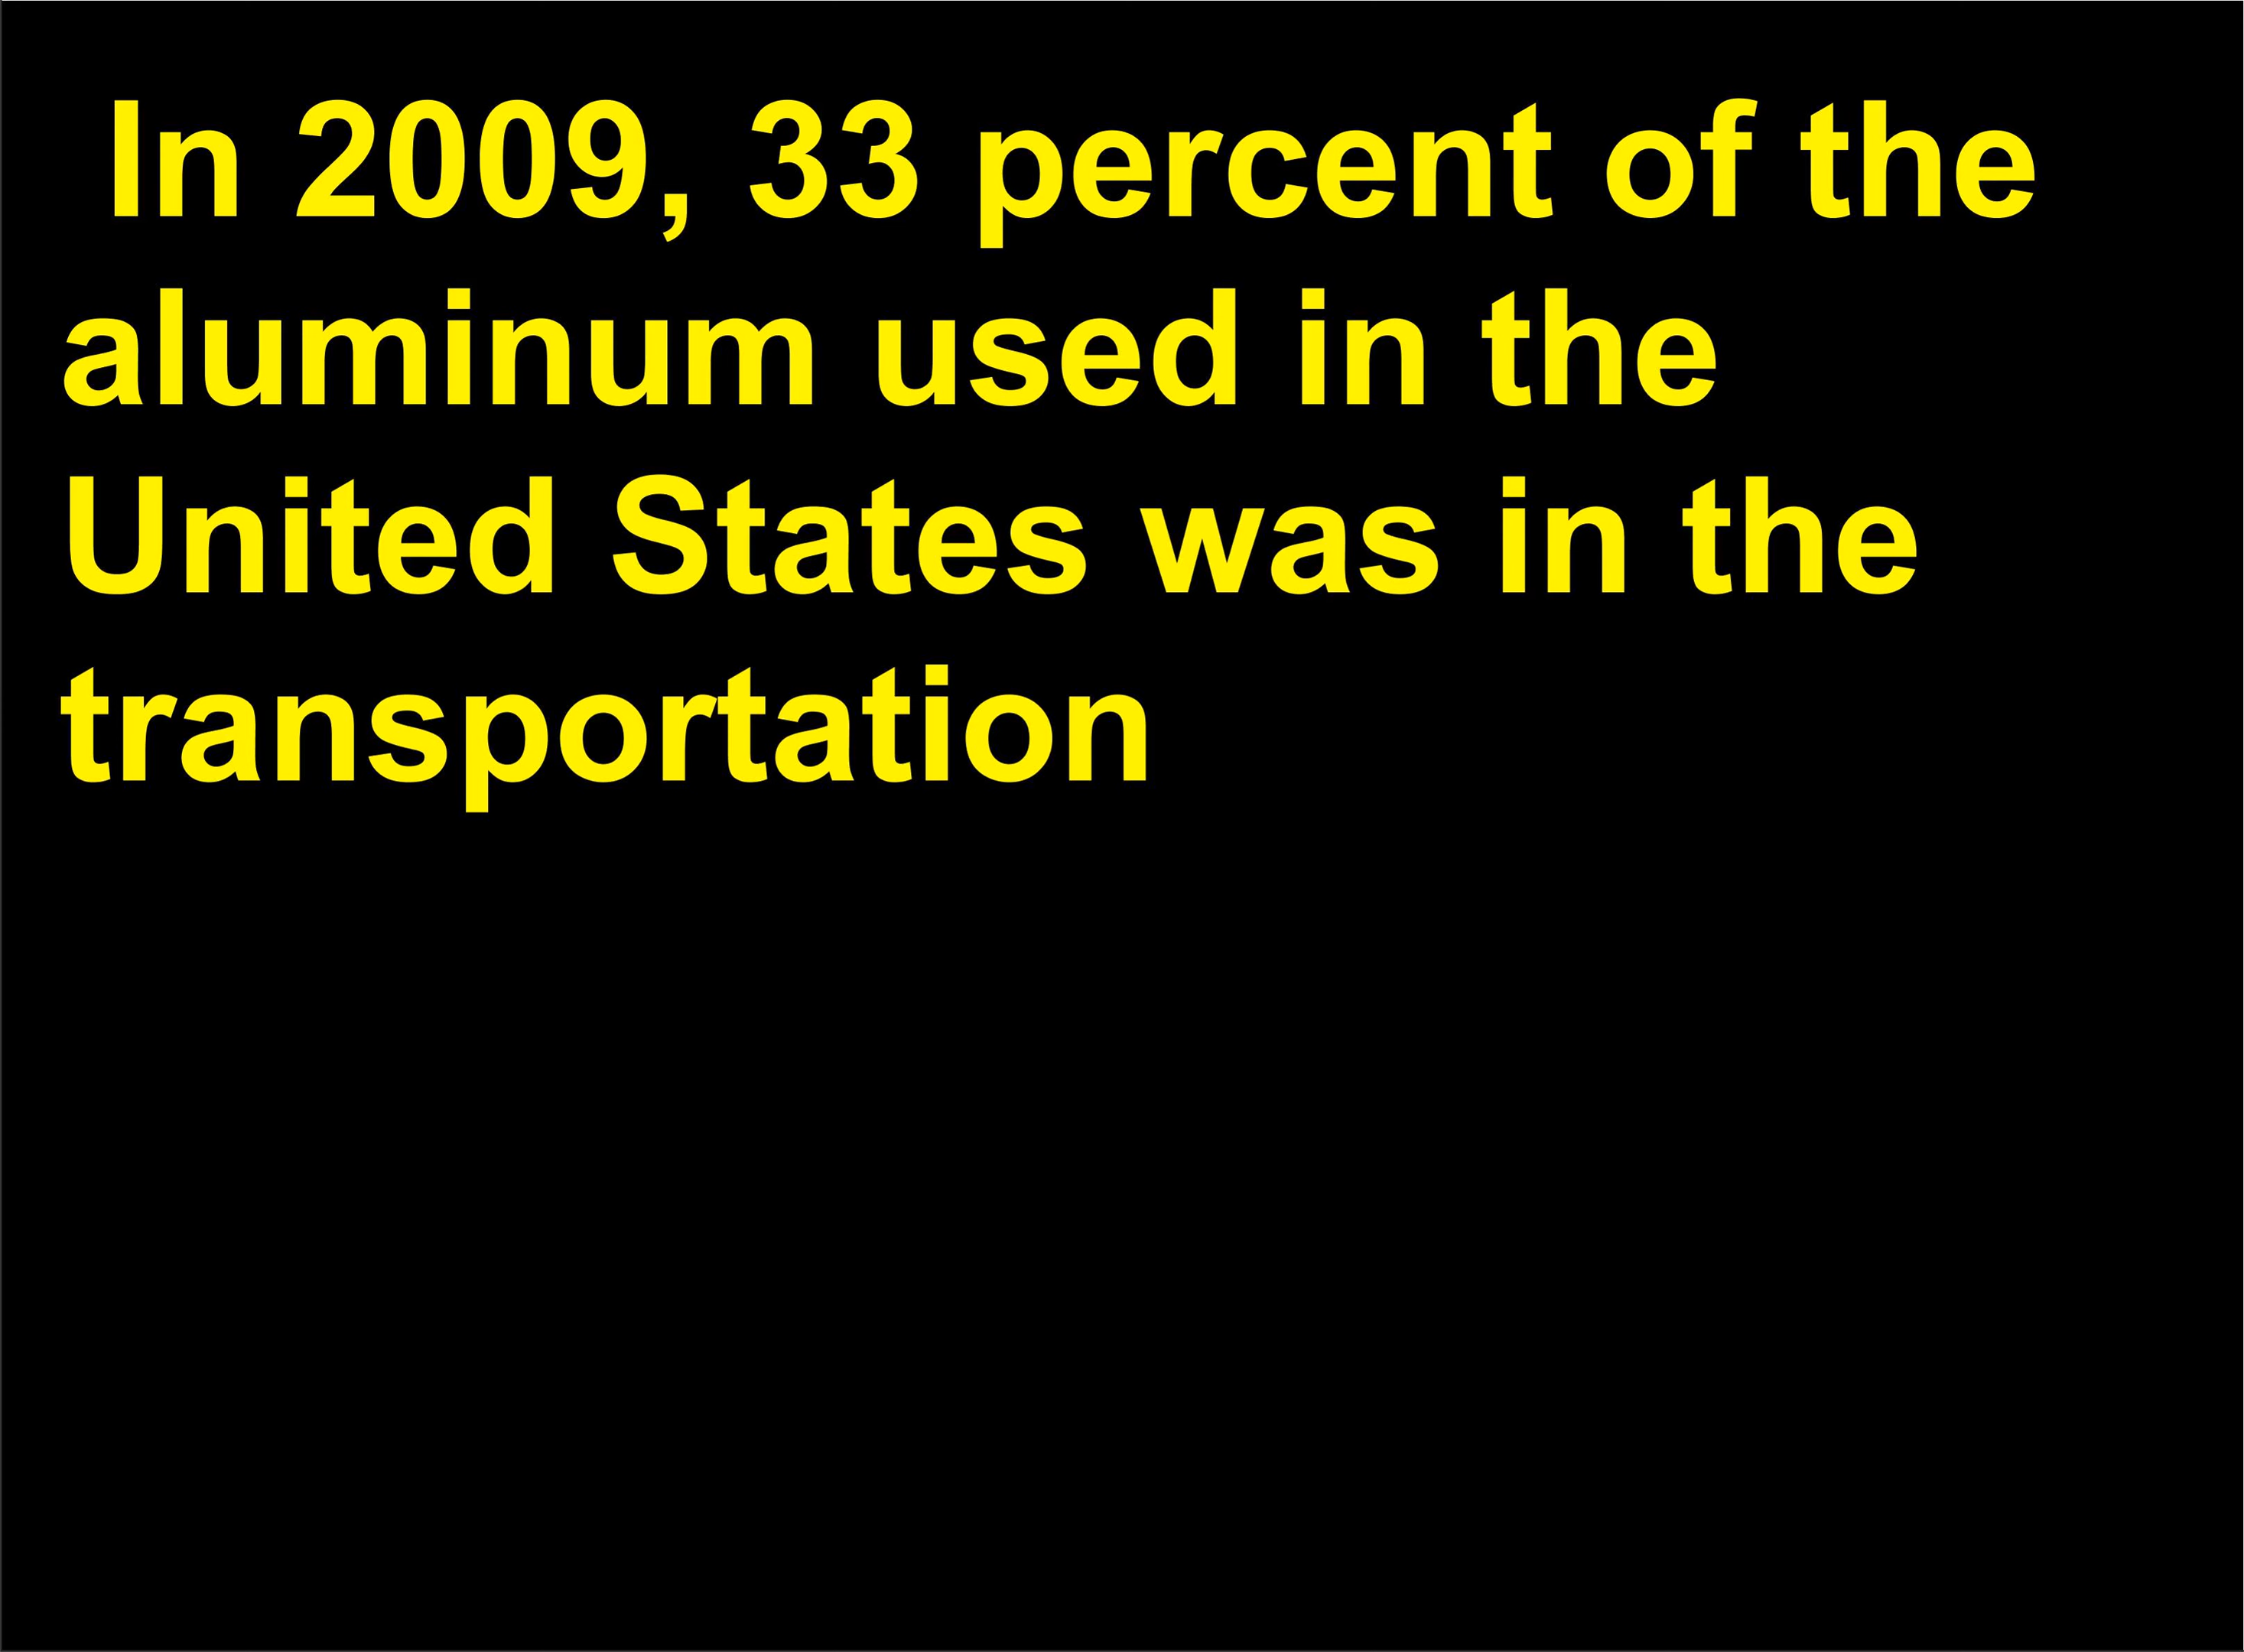 In 2009, 33 percent of the
aluminum used in the
United States was in the
transportation